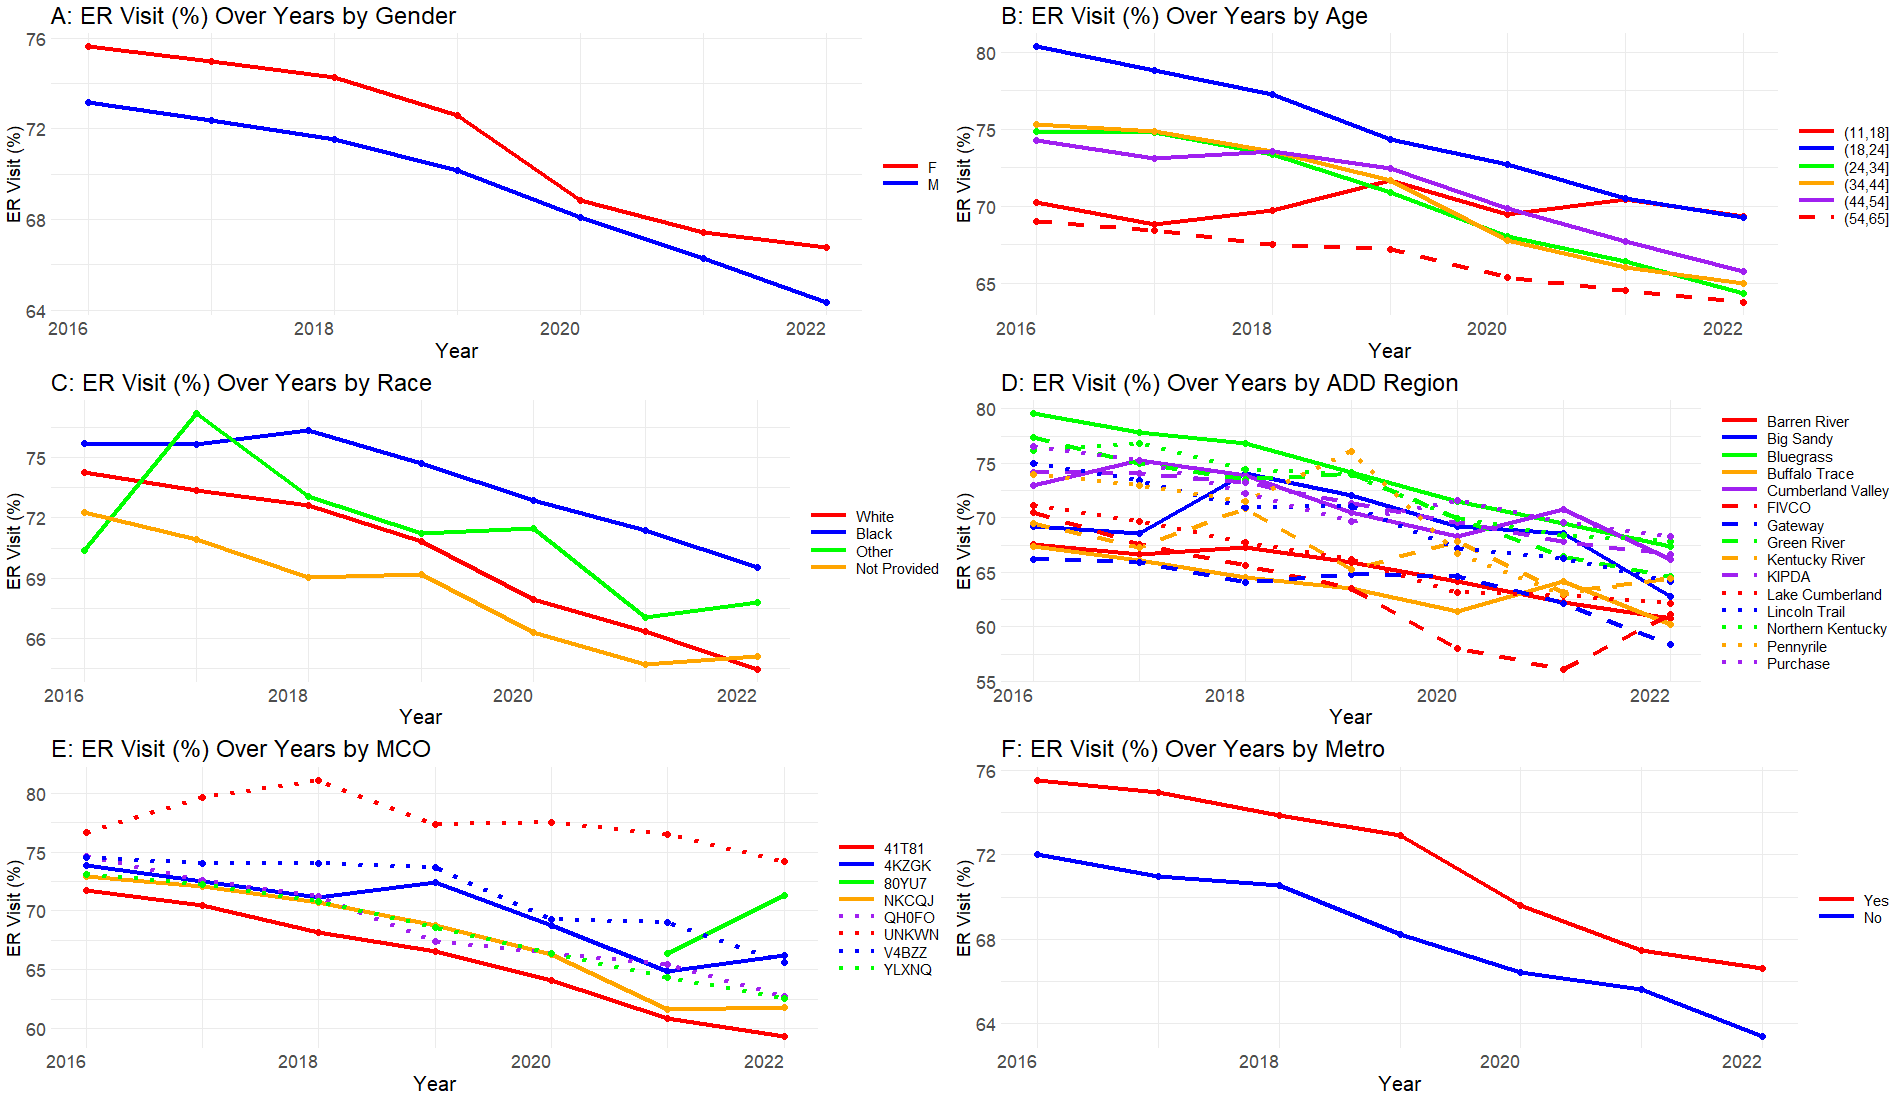 A: ER Visit (%) Over Years by Gender
76
72
68
64
ER Visit (%)
2016
2018
2020
2022
Year
F
M
B: ER Visit (%) Over Years by Age
80
75
70
65
ER Visit (%)
2016
2018
2020
2022
Year
(11,18]
(18,24]
(24,34]
(34,44]
(44,54]
(54,65]
C: ER Visit (%) Over Years by Race
75
72
69
66
ER Visit (%)
2016
2018
2020
2022
Year
White
Black
Other
Not Provided
D: ER Visit (%) Over Years by ADD Region
80
75
70
65
60
55
ER Visit (%)
2016
2018
2020
2022
Year
Barren River
Big Sandy
Bluegrass
Buffalo Trace
Cumberland Valley
FIVCO
Gateway
Green River
Kentucky River
KIPDA
Lake Cumberland
Lincoln Trail
Northern Kentucky
Pennyrile
Purchase
E: ER Visit (%) Over Years by MCO
80
75
70
65
60
ER Visit (%)
2016
2018
2020
2022
Year
41T81
4KZGK
80YU7
NKCQJ
QH0FO
UNKWN
V4BZZ
YLXNQ
F: ER Visit (%) Over Years by Metro
76
72
68
64
ER Visit (%)
2016
2018
2020
2022
Year
Yes
No